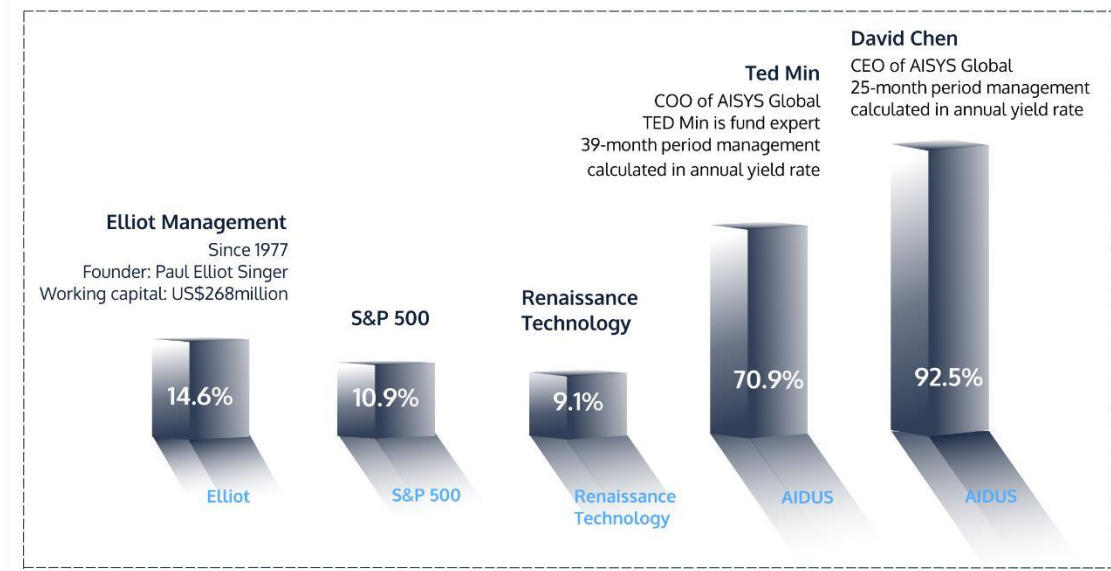 David Chen
CEO of AISYS Global
25-month period management
calculated in annual yield rate
Ted Min
COO of AISYS Global
TED Min is fund expert
39-month period management
calculated in annual yield rate
Elliot Management
Since 1977
Founder: Paul Elliot Singer
Working capital: US$268million
S&P 500
Renaissance
Technology
14.6%
10.9%
9.1%
70.9%
92.5%
Elliot
S&P 500
Renaissance
Technology
AIDUS
AIDUS